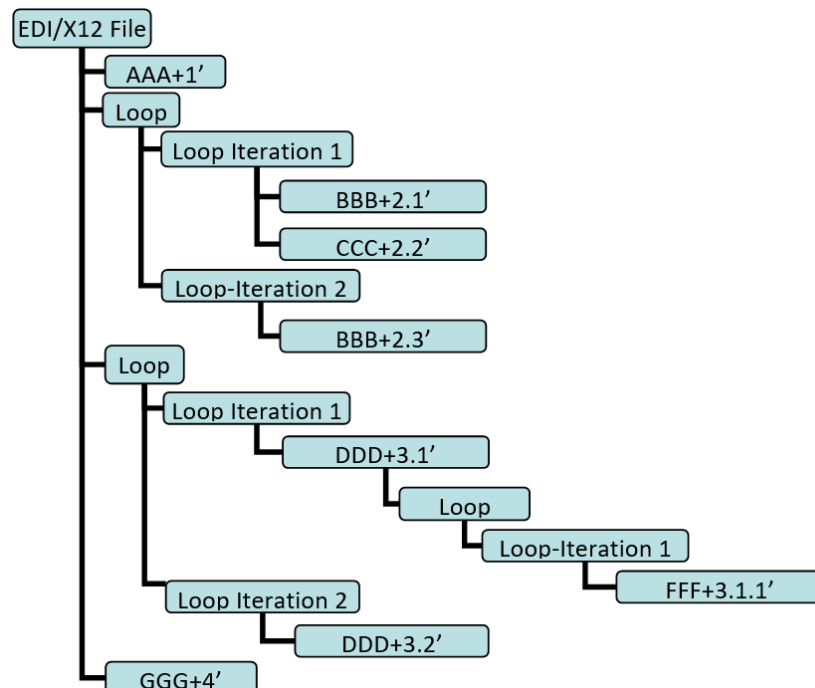 EDI/X12 File
AAA+1’
Loop
Loop Iteration 1
BBB+2.1’
CCC+2.2’
Loop-Iteration 2
BBB+2.3’
Loop
Loop Iteration 1
DDD+3.1’
Loop
Loop-Iteration 1
FFF+3.1.1’
Loop Iteration 2
DDD+3.2’
GGG+4’